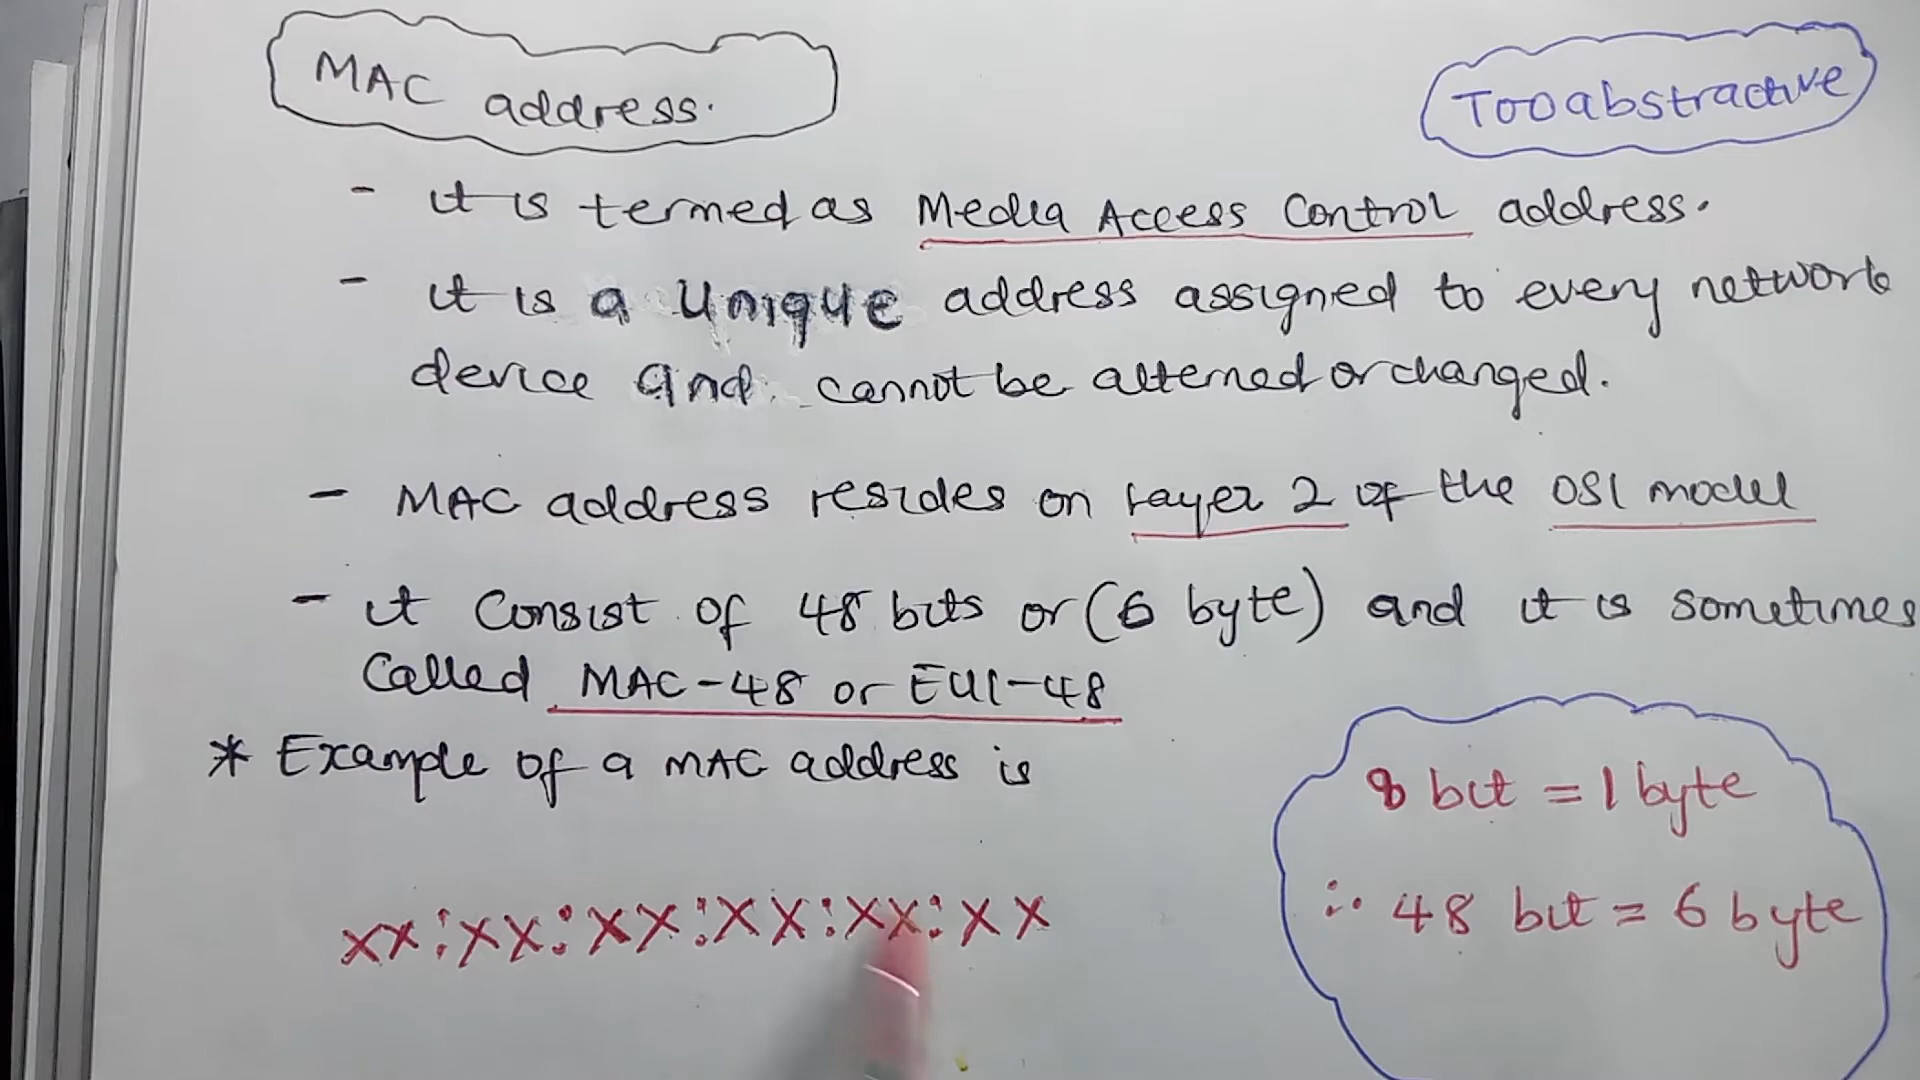 MAC address.
Tooabstractive
- it is termed as Media Access Control address.
- it is a unique address assigned to every network
device and cannot be alterned or changed.
- MAC address resides on layer 2 of the OSI model
- it consist of 48 bits or (6 byte) and it is sometimes
called MAC-48 or EUI-48
* Example of a MAC address is
8 bit = 1 byte
xx:xx:xx:xx:xx:xx
∴ 48 bit = 6 byte